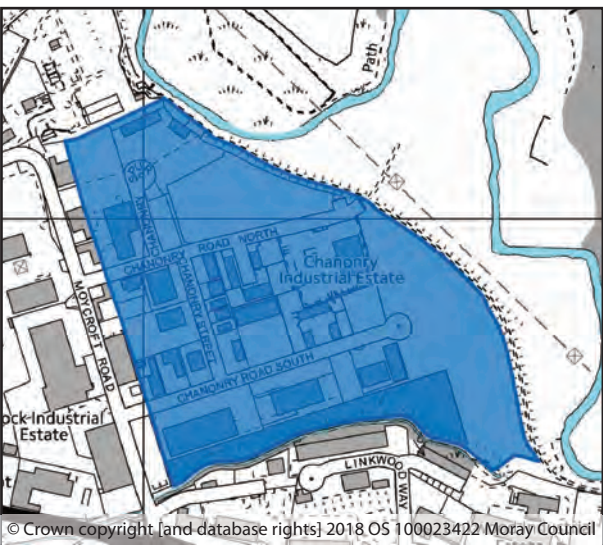 Path
CHANONRY
CHANONRY ROAD NORTH
CHANONRY STREET
Chanonry
Industrial Estate
MOYCROFT ROAD
CHANONRY ROAD SOUTH
ock Industrial
Estate
LINKWOOD WAY
© Crown copyright [and database rights] 2018 OS 100023422 Moray Council